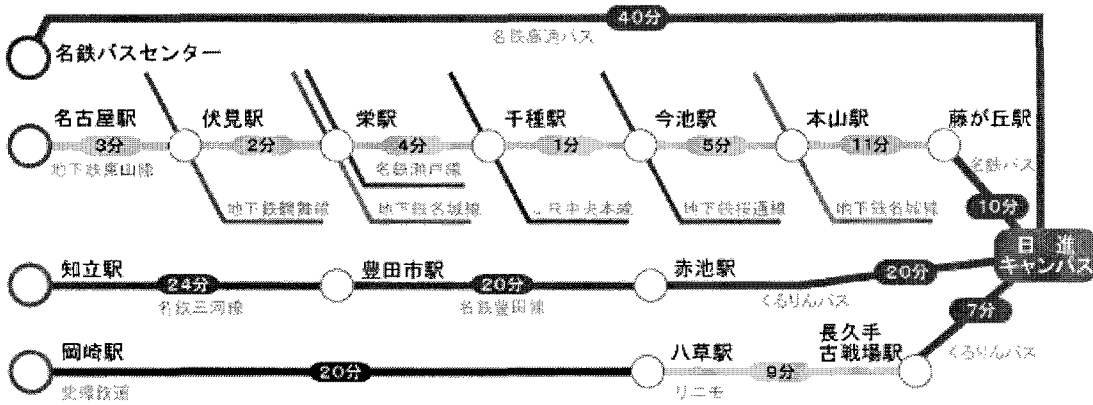 40分
名鉄直通バス
名鉄バスセンター
名古屋駅 伏見駅 栄駅 千種駅 今池駅 本山駅 藤が丘駅
3分 2分 4分 1分 5分 11分
地下鉄東山線 名鉄瀬戸線 名鉄バス
地下鉄鶴舞線 地下鉄名城線 JR中央本線 地下鉄桜通線 地下鉄名城線 10分
日進
キャンパス
知立駅 豊田市駅 赤池駅
24分 20分 20分
名鉄三河線 名鉄豊田線 くるりんバス
7分
岡崎駅 八草駅 長久手
古戦場駅 くるりんバス
20分 9分
愛環鉄道 リニモ